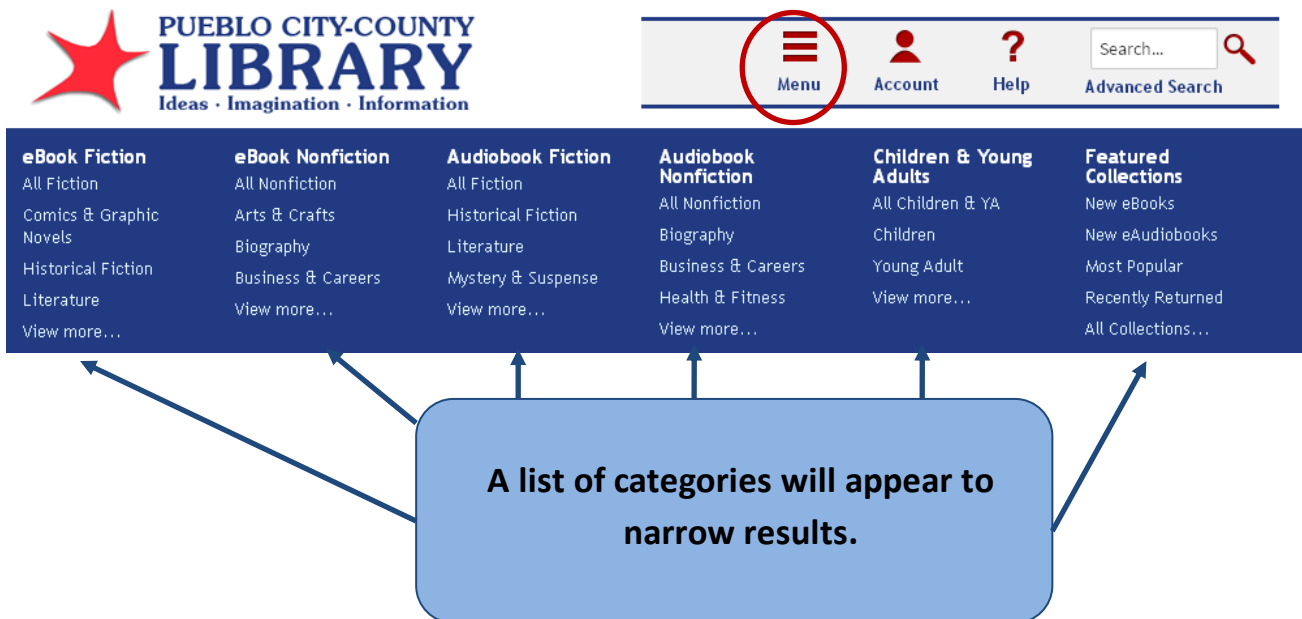 PUEBLO CITY-COUNTY
LIBRARY
Ideas · Imagination · Information
Menu
Account
?
Help
Search...
Advanced Search
eBook Fiction
All Fiction
Comics & Graphic
Novels
Historical Fiction
Literature
View more...
eBook Nonfiction
All Nonfiction
Arts & Crafts
Biography
Business & Careers
View more...
Audiobook Fiction
All Fiction
Historical Fiction
Literature
Mystery & Suspense
View more...
Audiobook
Nonfiction
All Nonfiction
Biography
Business & Careers
Health & Fitness
View more...
Children & Young
Adults
All Children & YA
Children
Young Adult
View more...
Featured
Collections
New eBooks
New eAudiobooks
Most Popular
Recently Returned
All Collections...
A list of categories will appear to
narrow results.